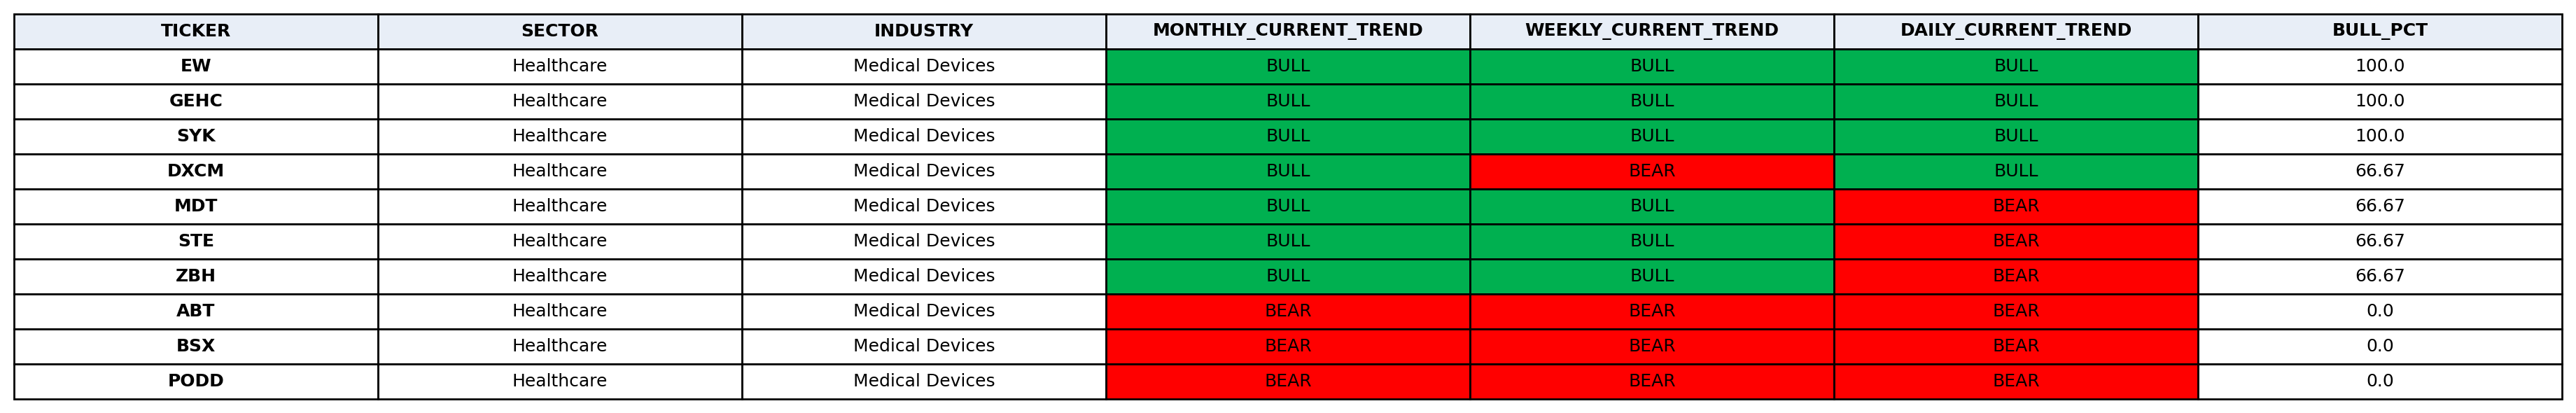 TICKER SECTOR INDUSTRY MONTHLY_CURRENT_TREND WEEKLY_CURRENT_TREND DAILY_CURRENT_TREND BULL_PCT
EW Healthcare Medical Devices BULL BULL BULL 100.0
GEHC Healthcare Medical Devices BULL BULL BULL 100.0
SYK Healthcare Medical Devices BULL BULL BULL 100.0
DXCM Healthcare Medical Devices BULL BEAR BULL 66.67
MDT Healthcare Medical Devices BULL BULL BEAR 66.67
STE Healthcare Medical Devices BULL BULL BEAR 66.67
ZBH Healthcare Medical Devices BULL BULL BEAR 66.67
ABT Healthcare Medical Devices BEAR BEAR BEAR 0.0
BSX Healthcare Medical Devices BEAR BEAR BEAR 0.0
PODD Healthcare Medical Devices BEAR BEAR BEAR 0.0